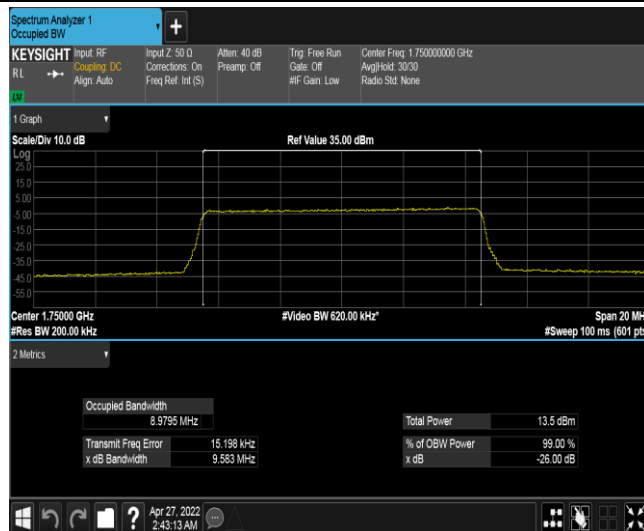 Spectrum Analyzer 1
Occupied BW
+
KEYSIGHT Input: RF Input Z: 50 Ω Atten: 40 dB Trig: Free Run Center Freq: 1.750000000 GHz
RL Coupling: DC Corrections: On Preamp: Off Gate: Off Avg|Hold: 30/30
Align: Auto Freq Ref: Int (S) #IF Gain: Low Radio Std: None
1 Graph
Scale/Div 10.0 dB Ref Value 35.00 dBm
Log
25.0
15.0
5.00
-5.00
-15.0
-25.0
-35.0
-45.0
-55.0
Center 1.75000 GHz #Video BW 620.00 kHz* Span 20 MH
#Res BW 200.00 kHz #Sweep 100 ms (601 pts
2 Metrics
Occupied Bandwidth
8.9795 MHz Total Power 13.5 dBm
Transmit Freq Error 15.198 kHz % of OBW Power 99.00 %
x dB Bandwidth 9.583 MHz x dB -26.00 dB
? Apr 27, 2022
2:43:13 AM